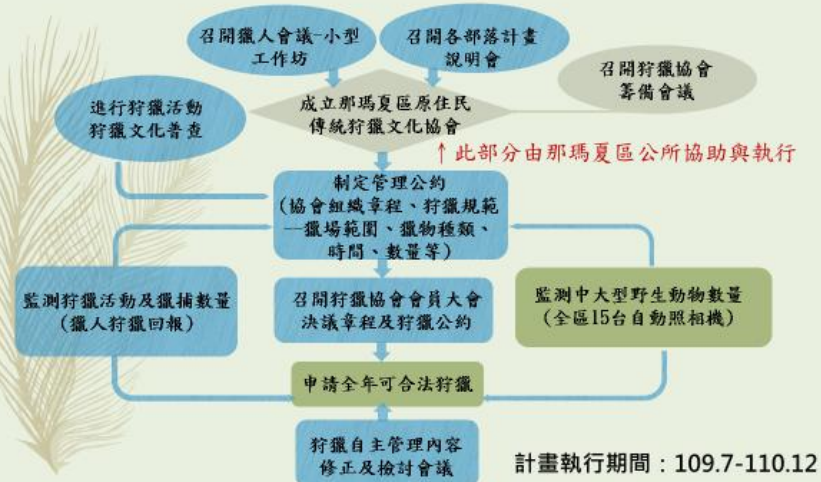 召開獵人會議-小型
工作坊
召開各部落計畫
說明會
召開狩獵協會
籌備會議
進行狩獵活動
狩獵文化普查
成立那瑪夏區原住民
傳統狩獵文化協會
↑此部分由那瑪夏區公所協助與執行
制定管理公約
(協會組織章程、狩獵規範
—獵場範圍、獵物種類、
時間、數量等)
監測狩獵活動及獵捕數量
(獵人狩獵回報)
召開狩獵協會會員大會
決議章程及狩獵公約
監測中大型野生動物數量
(全區15台自動照相機)
申請全年可合法狩獵
狩獵自主管理內容
修正及檢討會議
計畫執行期間：109.7-110.12